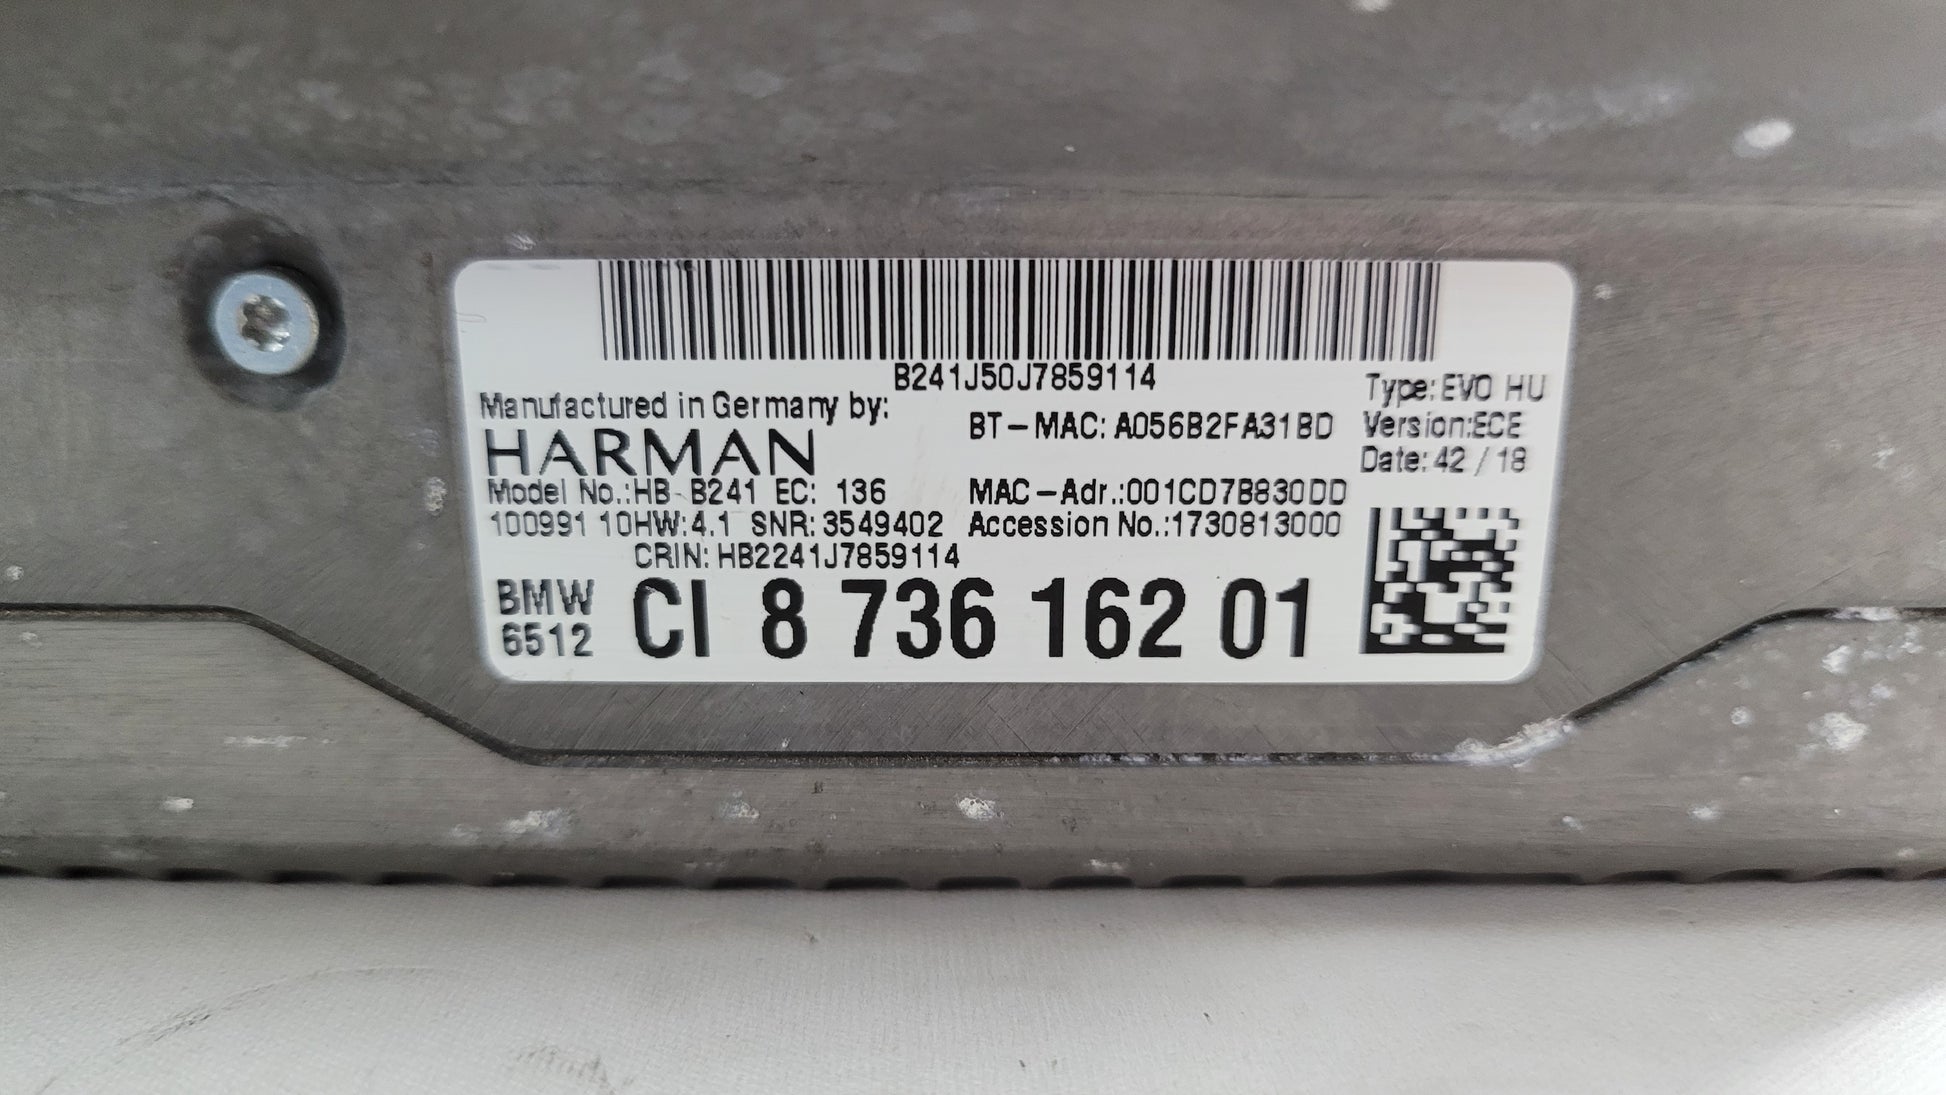 B241J50J7859114
Manufactured in Germany by:
HARMAN
BT-MAC: A056B2FA31BD
Type: EVO HU
Version:ECE
Date: 42 / 18
Model No.:HB B241 EC: 136
MAC-Adr.:001CD7B830DD
100991 10HW:4.1 SNR: 3549402
Accession No.:1730813000
CRIN: HB2241J7859114
BMW
6512
CI 8 736 162 01